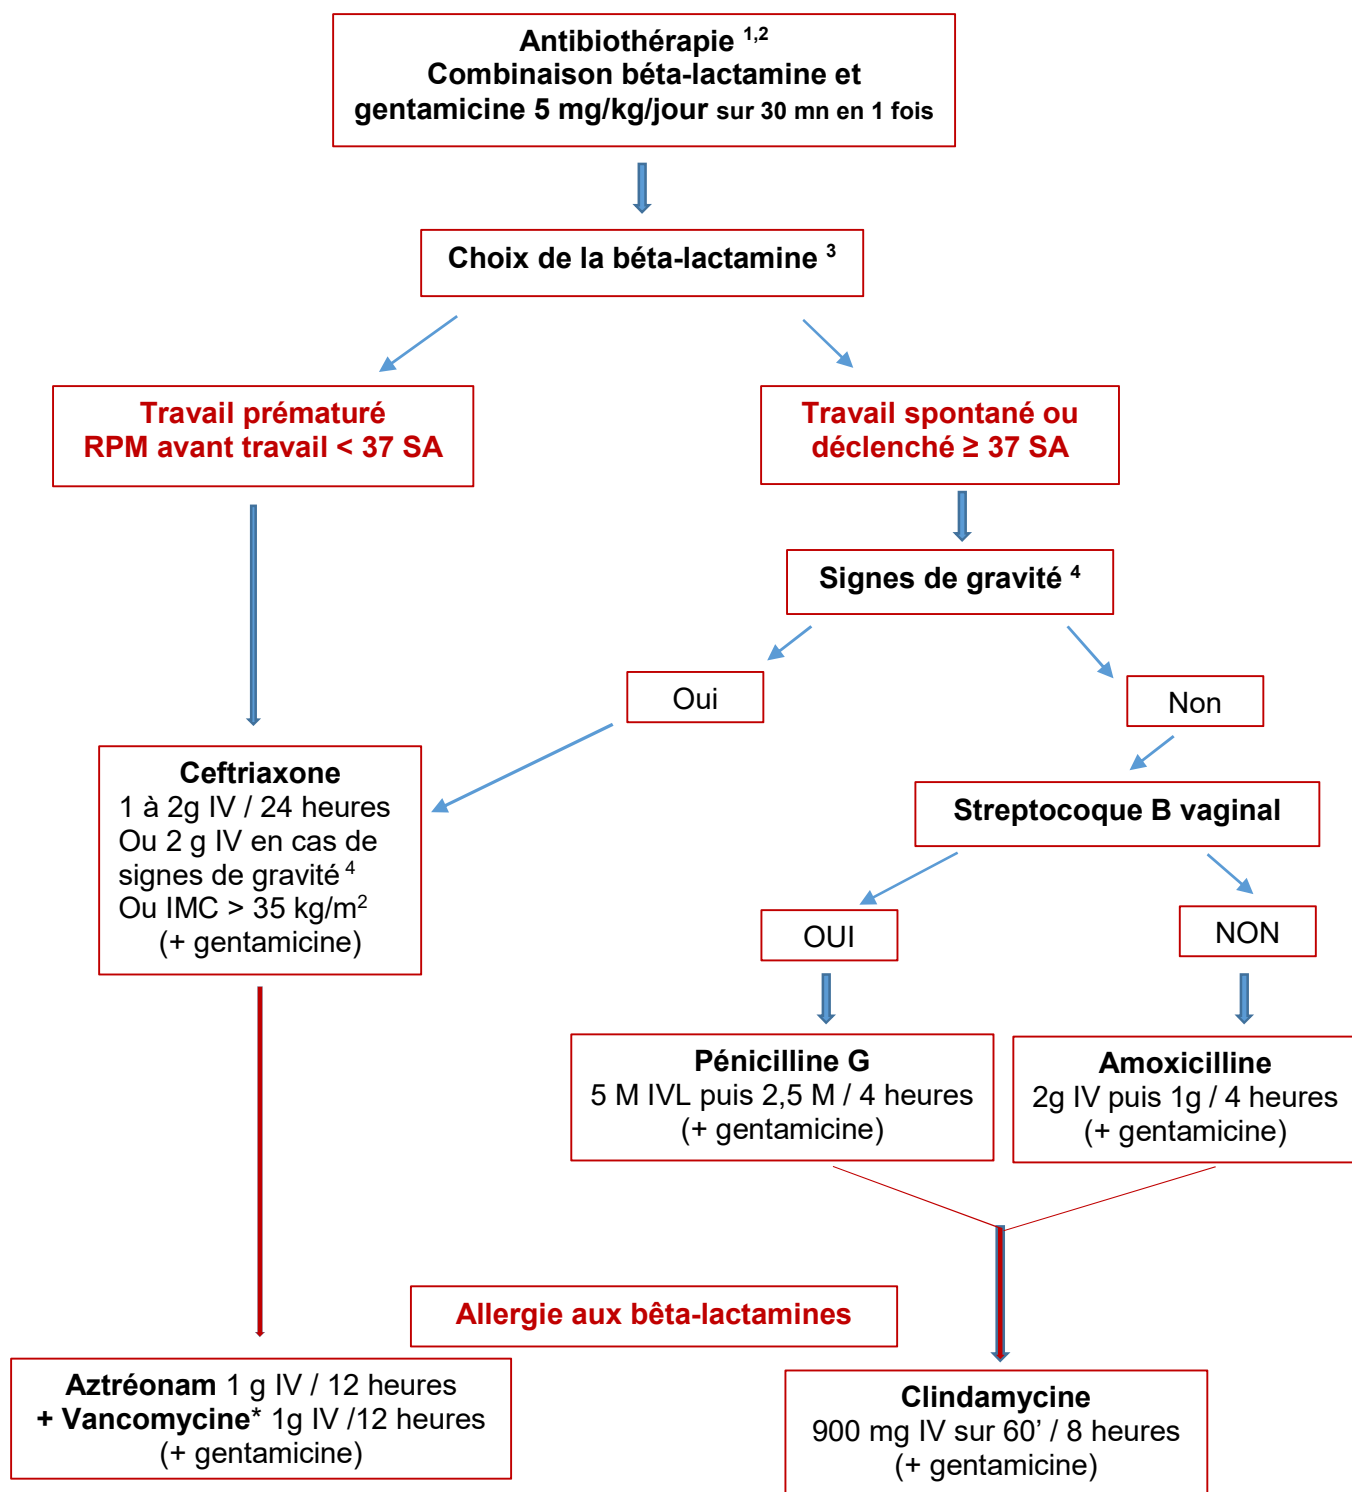 Antibiothérapie 1,2
Combinaison béta-lactamine et
gentamicine 5 mg/kg/jour sur 30 mn en 1 fois
Choix de la béta-lactamine 3
Travail prématuré
RPM avant travail < 37 SA
Travail spontané ou
déclenché ≥ 37 SA
Signes de gravité 4
Oui
Non
Ceftriaxone
1 à 2g IV / 24 heures
Ou 2 g IV en cas de
signes de gravité 4
Ou IMC > 35 kg/m2
(+ gentamicine)
Streptocoque B vaginal
OUI
NON
Pénicilline G
5 M IVL puis 2,5 M / 4 heures
(+ gentamicine)
Amoxicilline
2g IV puis 1g / 4 heures
(+ gentamicine)
Allergie aux bêta-lactamines
Aztréonam 1 g IV / 12 heures
+ Vancomycine* 1g IV /12 heures
(+ gentamicine)
Clindamycine
900 mg IV sur 60’ / 8 heures
(+ gentamicine)